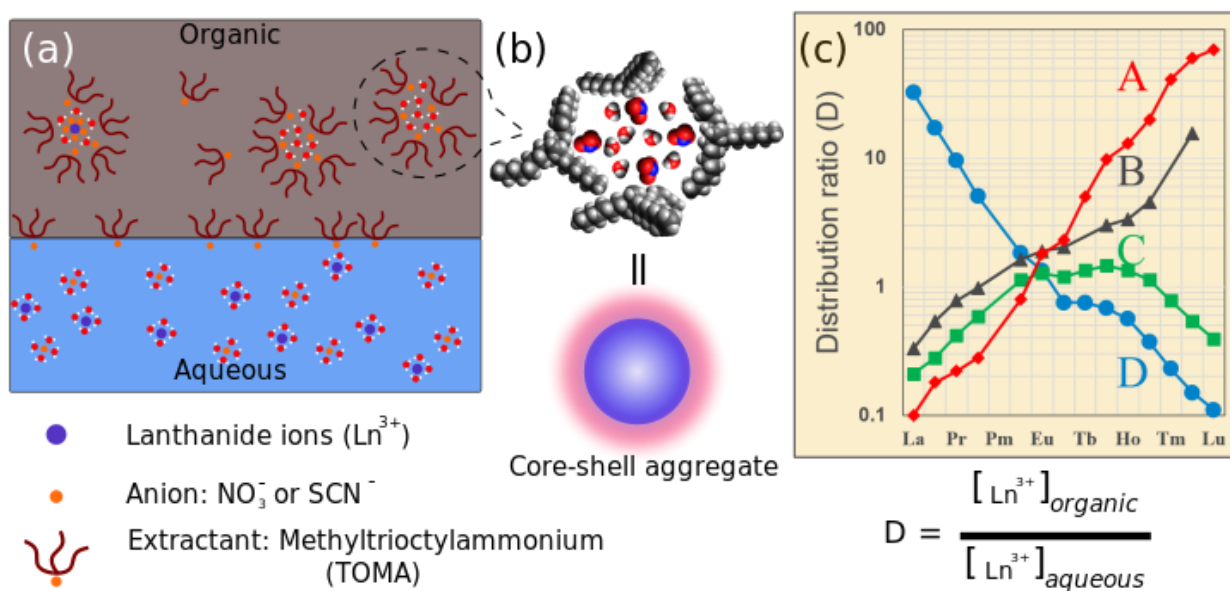 (a)
Organic
Aqueous
Lanthanide ions (Ln³⁺)
Anion: NO₃⁻ or SCN⁻
Extractant: Methyltrioctylammonium
(TOMA)
(b)
Core-shell aggregate
(c)
Distribution ratio (D)
100
10
1
0.1
A
B
C
D
La Pr Pm Eu Tb Ho Tm Lu
D = [Ln³⁺]organic
[Ln³⁺]aqueous